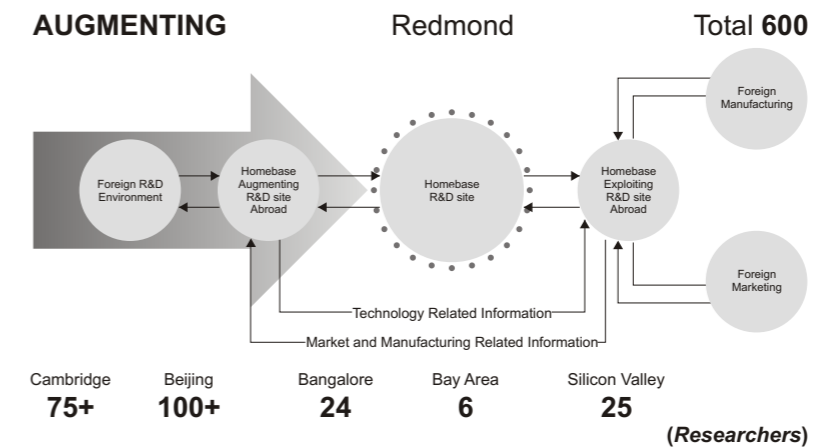 AUGMENTING
Redmond
Total 600
Foreign
Manufacturing
Foreign R&D
Environment
Homebase
Augmenting
R&D site
Abroad
Homebase
R&D site
Homebase
Exploiting
R&D site
Abroad
Foreign
Marketing
Technology Related Information
Market and Manufacturing Related Information
Cambridge
75+
Beijing
100+
Bangalore
24
Bay Area
6
Silicon Valley
25
(Researchers)